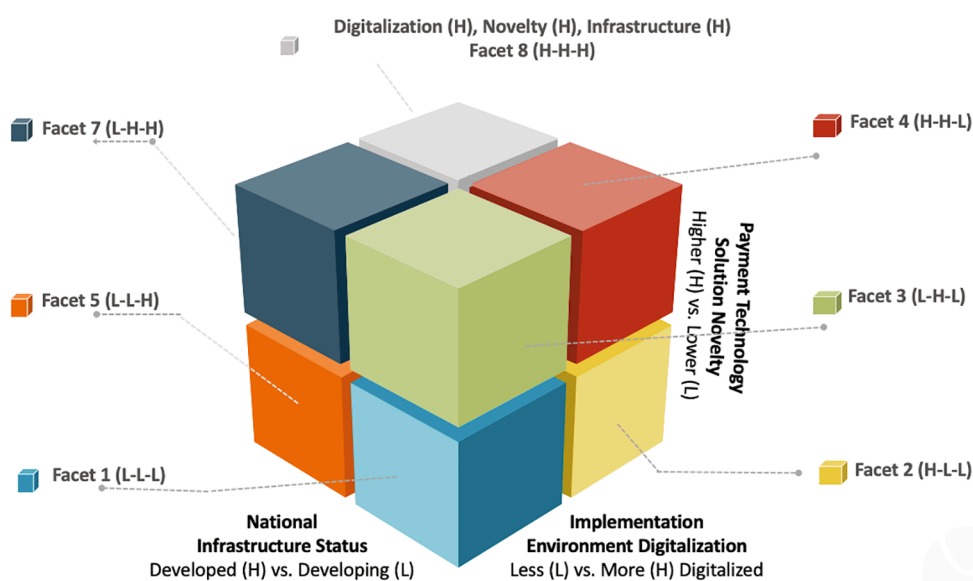 Digitalization (H), Novelty (H), Infrastructure (H)
Facet 8 (H-H-H)
Facet 7 (L-H-H)
Facet 4 (H-H-L)
Payment Technology
Solution Novelty
Higher (H) vs. Lower (L)
Facet 5 (L-L-H)
Facet 3 (L-H-L)
Facet 1 (L-L-L)
Facet 2 (H-L-L)
National
Infrastructure Status
Developed (H) vs. Developing (L)
Implementation
Environment Digitalization
Less (L) vs. More (H) Digitalized